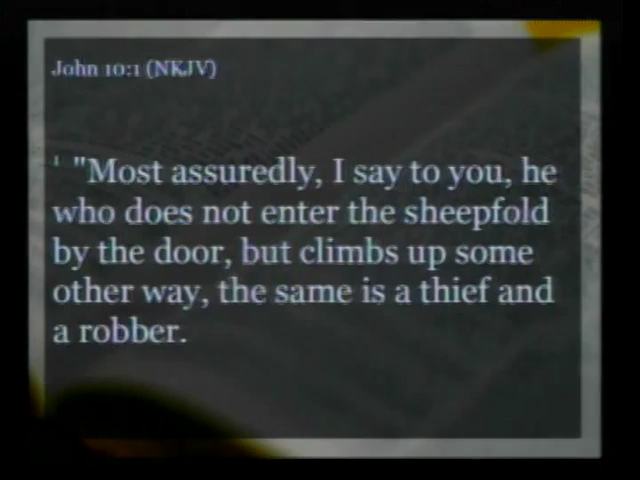 John 10:1 (NKJV)
1 "Most assuredly, I say to you, he
who does not enter the sheepfold
by the door, but climbs up some
other way, the same is a thief and
a robber.